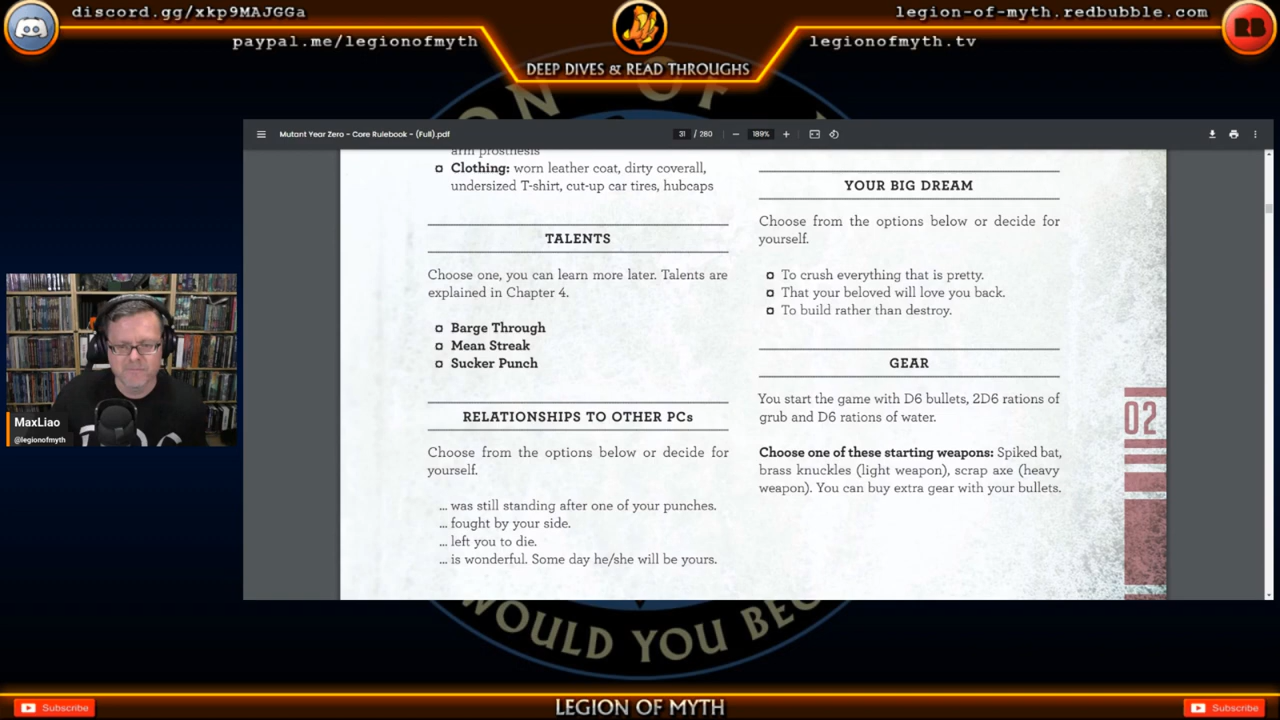 discord.gg/xkp9MAJGGa
legion-of-myth.redbubble.com
RB
paypal.me/legionofmyth
legionofmyth.tv
DEEP DIVES & READ THROUGHS
Mutant Year Zero - Core Rulebook - (Full).pdf
31 / 280
189%
arm prosthesis
Clothing: worn leather coat, dirty coverall,
undersized T-shirt, cut-up car tires, hubcaps
TALENTS
Choose one, you can learn more later. Talents are
explained in Chapter 4.
Barge Through
Mean Streak
Sucker Punch
RELATIONSHIPS TO OTHER PCs
Choose from the options below or decide for
yourself.
... was still standing after one of your punches.
... fought by your side.
... left you to die.
... is wonderful. Some day he/she will be yours.
YOUR BIG DREAM
Choose from the options below or decide for
yourself.
To crush everything that is pretty.
That your beloved will love you back.
To build rather than destroy.
GEAR
You start the game with D6 bullets, 2D6 rations of
grub and D6 rations of water.
Choose one of these starting weapons: Spiked bat,
brass knuckles (light weapon), scrap axe (heavy
weapon). You can buy extra gear with your bullets.
02
MaxLiao
@legionofmyth
WOULD YOU
Subscribe
LEGION OF MYTH
Subscribe